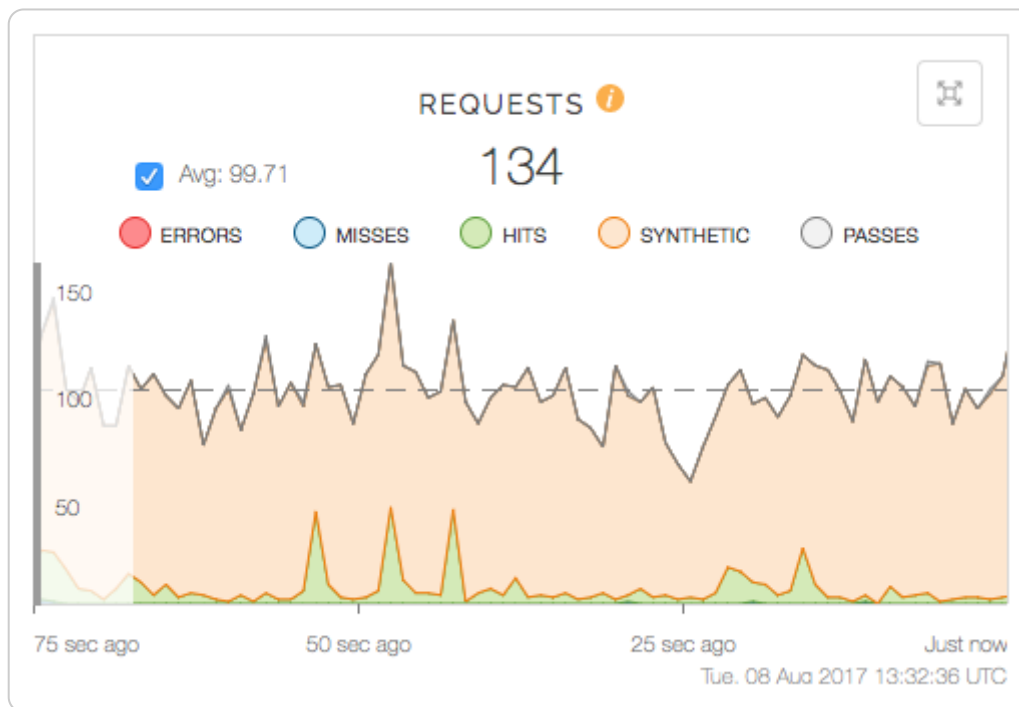 REQUESTS i
Avg: 99.71
134
ERRORS MISSES HITS SYNTHETIC PASSES
150
100
50
75 sec ago 50 sec ago 25 sec ago Just now
Tue. 08 Aug 2017 13:32:36 UTC